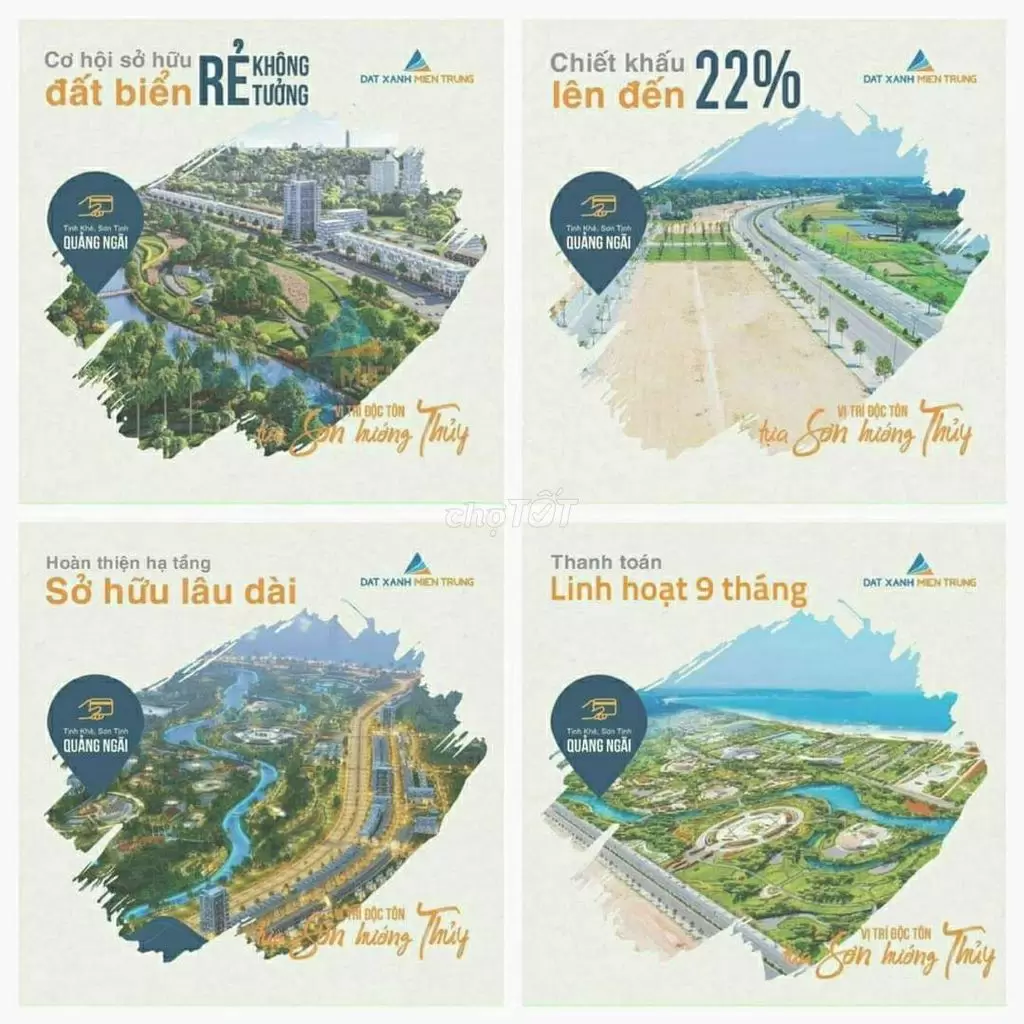 Cơ hội sở hữu
đất biển RẺ KHÔNG TƯỞNG
DAT XANH MIEN TRUNG
Tịnh Khê, Sơn Tịnh
QUẢNG NGÃI
MIỀN
VỊ TRÍ ĐỘC TÔN
tựa Sơn hướng Thủy
Chiết khấu
lên đến 22%
DAT XANH MIEN TRUNG
Tịnh Khê, Sơn Tịnh
QUẢNG NGÃI
VỊ TRÍ ĐỘC TÔN
tựa Sơn hướng Thủy
chợTỐT
Hoàn thiện hạ tầng
Sở hữu lâu dài
DAT XANH MIEN TRUNG
Tịnh Khê, Sơn Tịnh
QUẢNG NGÃI
VỊ TRÍ ĐỘC TÔN
tựa Sơn hướng Thủy
Thanh toán
Linh hoạt 9 tháng
DAT XANH MIEN TRUNG
Tịnh Khê, Sơn Tịnh
QUẢNG NGÃI
VỊ TRÍ ĐỘC TÔN
tựa Sơn hướng Thủy